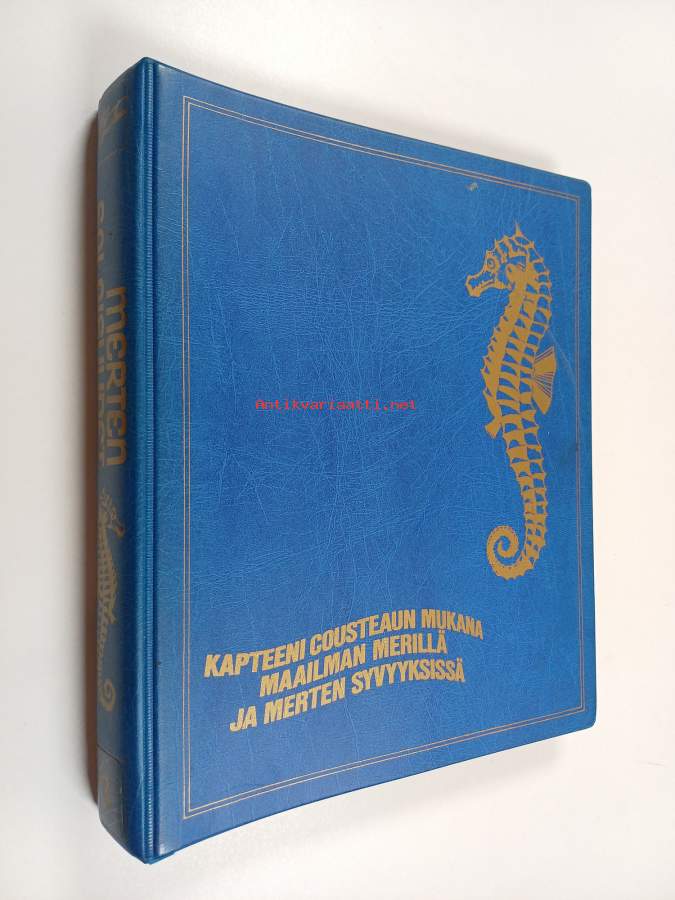 KAPTEENI COUSTEAUN MUKANA
MAAILMAN MERILLÄ
JA MERTEN SYVYYKSISSÄ
Antikvariaatti.net
merten